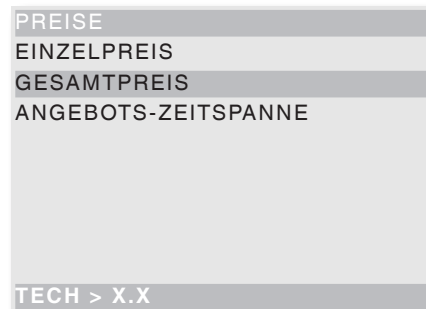 PREISE
EINZELPREIS
GESAMTPREIS
ANGEBOTS-ZEITSPANNE
TECH > X.X